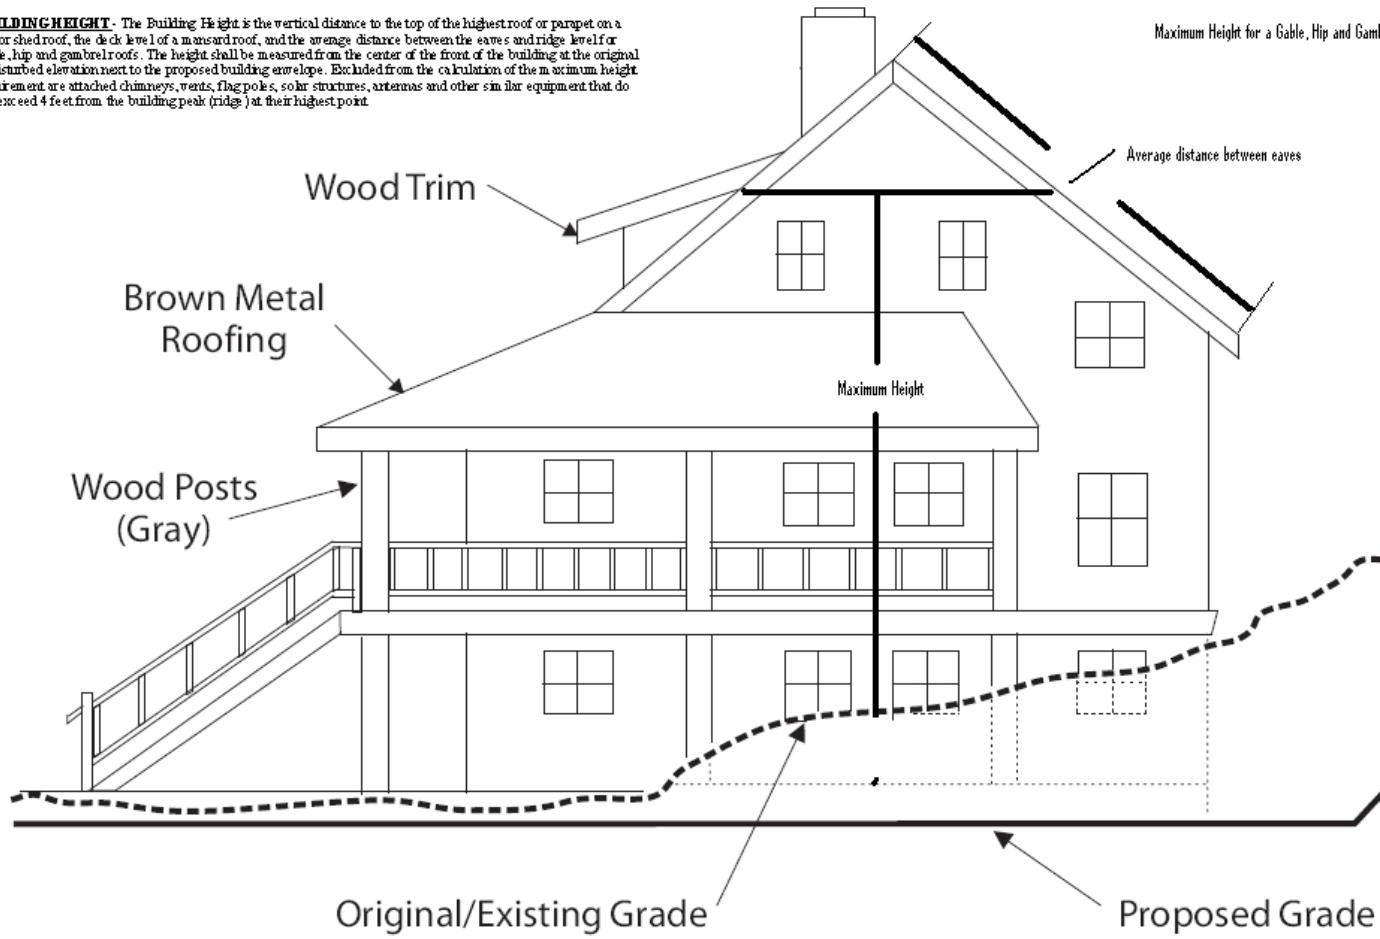 ILDING HEIGHT - The Building Height is the vertical distance to the top of the highest roof or parapet on a
or shed roof, the deck level of a mansard roof, and the average distance between the eaves and ridge level for
e, hip and gambrel roofs. The height shall be measured from the center of the front of the building at the original
isturbed elevation next to the proposed building envelope. Excluded from the calculation of the maximum height
irement are attached chimneys, vents, flag poles, solar structures, antennas and other similar equipment that do
exceed 4 feet from the building peak (ridge) at their highest point.
Maximum Height for a Gable, Hip and Gam
Average distance between eaves
Wood Trim
Brown Metal
Roofing
Maximum Height
Wood Posts
(Gray)
Original/Existing Grade
Proposed Grade